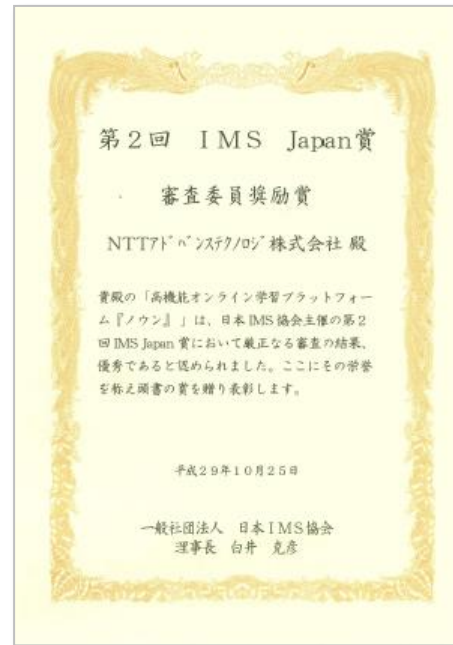 第２回　ＩＭＳ　Japan賞
審査委員奨励賞
NTTｱﾄﾞﾊﾞﾝｽﾃｸﾉﾛｼﾞ株式会社 殿
貴殿の「高機能オンライン学習プラットフォー
ム『ノウン』」は、日本IMS協会主催の第２
回IMS Japan賞において厳正なる審査の結果、
優秀であると認められました。ここにその栄誉
を称え頭書の賞を贈り表彰します。
平成２９年１０月２５日
一般社団法人　日本ＩＭＳ協会
理事長　白井　克彦